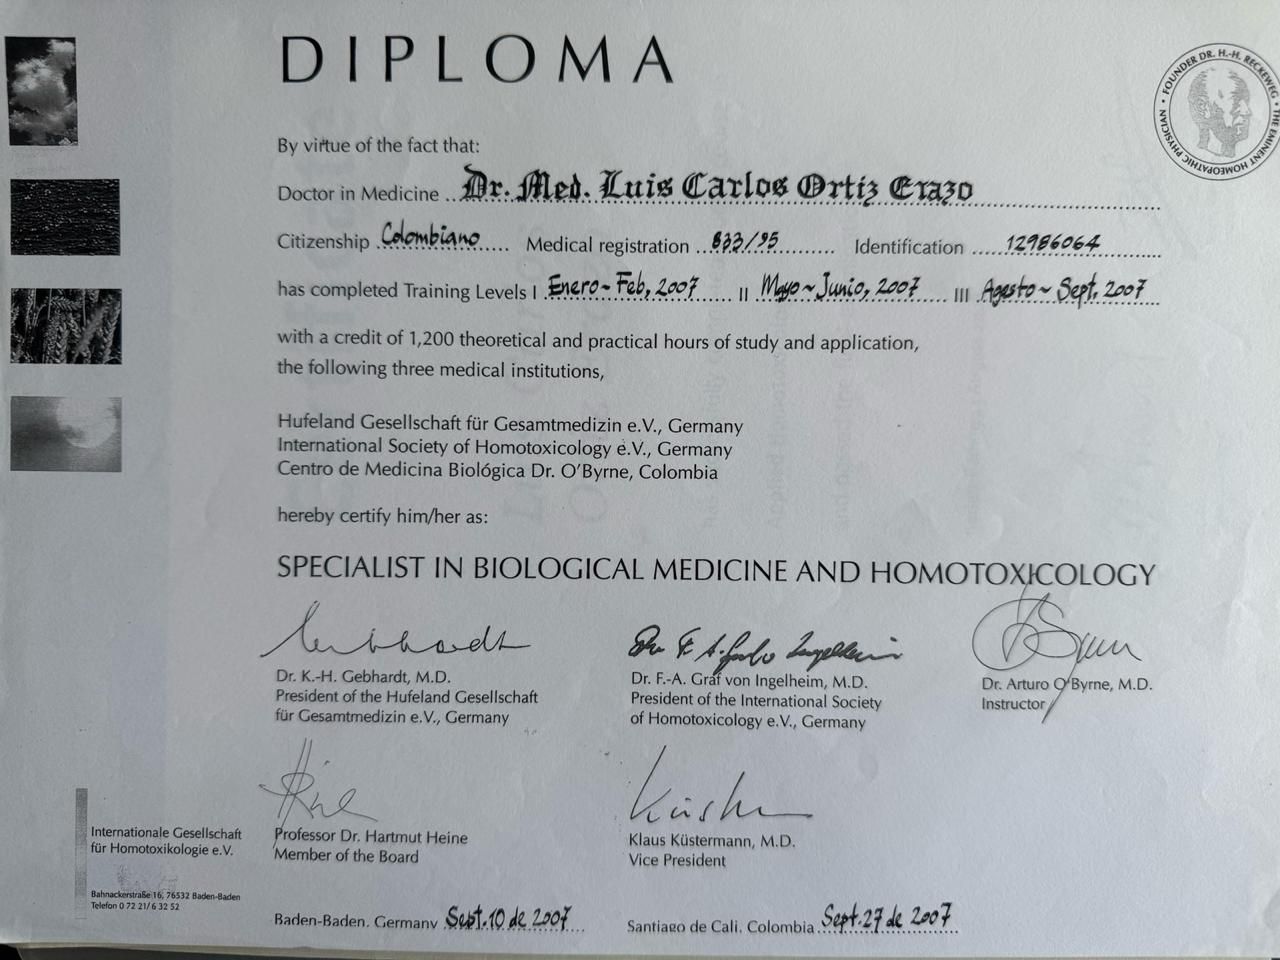 DIPLOMA
FOUNDER DR. H.-H. RECKEWEG • THE EMINENT HOMEOPATHIC PHYSICIAN •
By virtue of the fact that:
Doctor in Medicine Dr. Med. Luis Carlos Ortiz Erazo
Citizenship Colombiano Medical registration 833/95 Identification 12986064
has completed Training Levels I Enero~Feb, 2007 II Mayo~Junio, 2007 III Agosto~Sept. 2007
with a credit of 1,200 theoretical and practical hours of study and application,
the following three medical institutions,
Hufeland Gesellschaft für Gesamtmedizin e.V., Germany
International Society of Homotoxicology e.V., Germany
Centro de Medicina Biológica Dr. O'Byrne, Colombia
hereby certify him/her as:
SPECIALIST IN BIOLOGICAL MEDICINE AND HOMOTOXICOLOGY
Dr. K.-H. Gebhardt, M.D.
President of the Hufeland Gesellschaft
für Gesamtmedizin e.V., Germany
Dr. F.-A. Graf von Ingelheim, M.D.
President of the International Society
of Homotoxicology e.V., Germany
Dr. Arturo O'Byrne, M.D.
Instructor
Professor Dr. Hartmut Heine
Member of the Board
Klaus Küstermann, M.D.
Vice President
Internationale Gesellschaft
für Homotoxikologie e.V.
Bahnackerstraße 16, 76532 Baden-Baden
Telefon 0 72 21/6 32 52
Baden-Baden, Germany Sept. 10 de 2007
Santiago de Cali, Colombia Sept. 27 de 2007